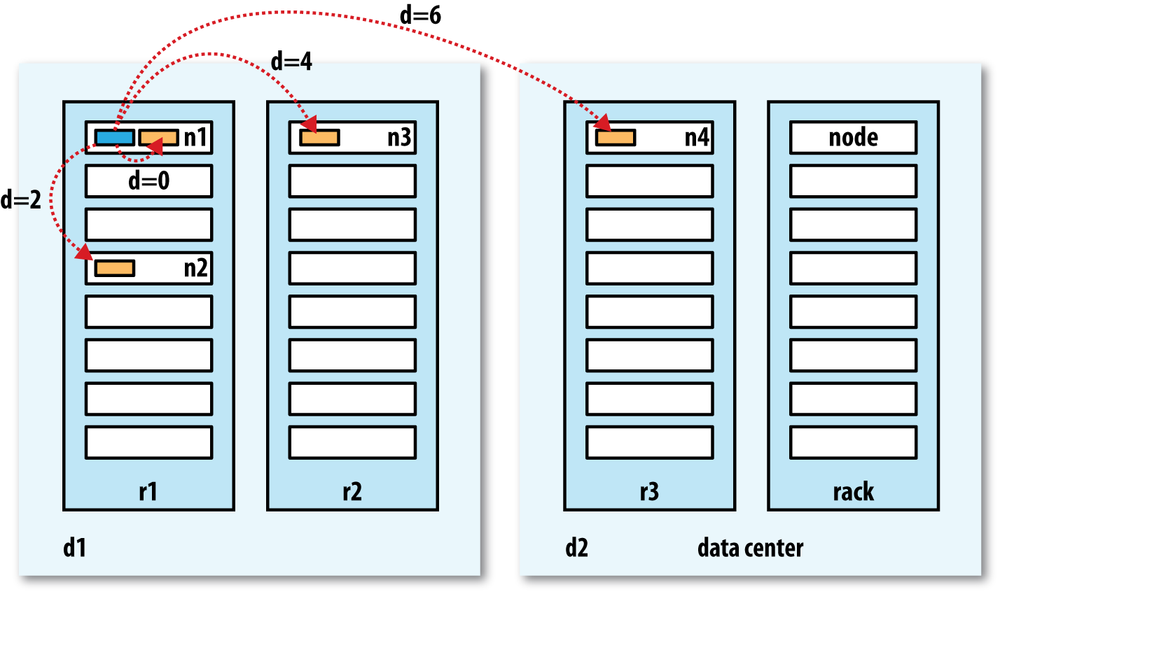 d=6
d=4
n1
n3
n4
node
d=0
d=2
n2
r1
r2
r3
rack
d1
d2
data center